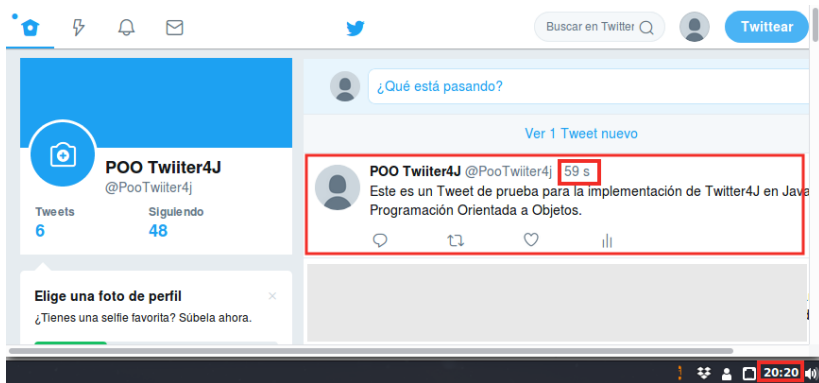 Buscar en Twitter
Twittear
¿Qué está pasando?
Ver 1 Tweet nuevo
POO Twiiter4J
@PooTwiiter4j
Tweets
Siguiendo
6
48
POO Twiiter4J @PooTwiiter4j 59 s
Este es un Tweet de prueba para la implementación de Twitter4J en Java
Programación Orientada a Objetos.
Elige una foto de perfil
¿Tienes una selfie favorita? Súbela ahora.
20:20